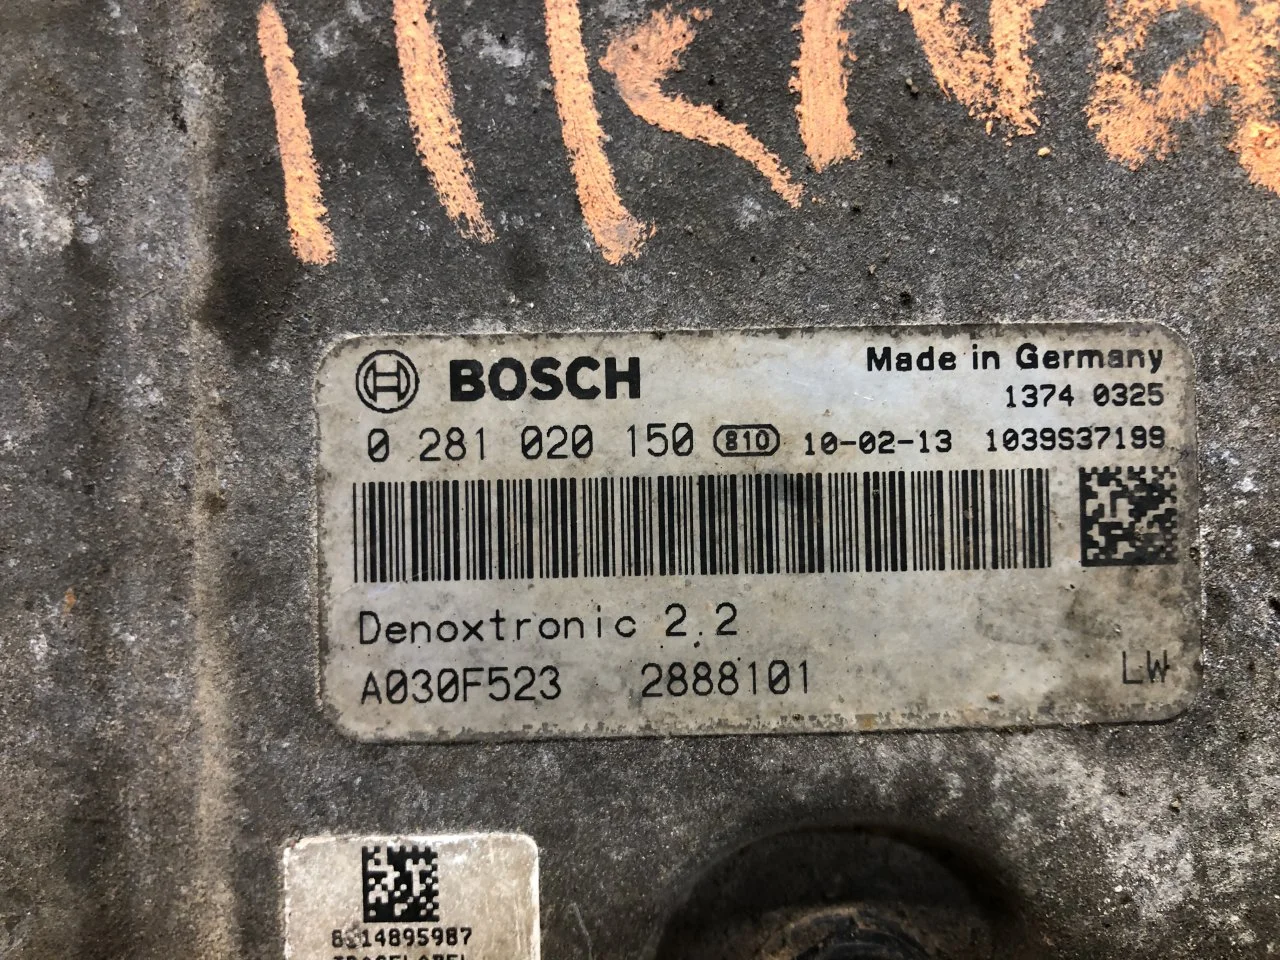 BOSCH
Made in Germany
1374 0325
0 281 020 150 810 10-02-13 1039S37199
Denoxtronic 2.2
A030F523 2888101
LW